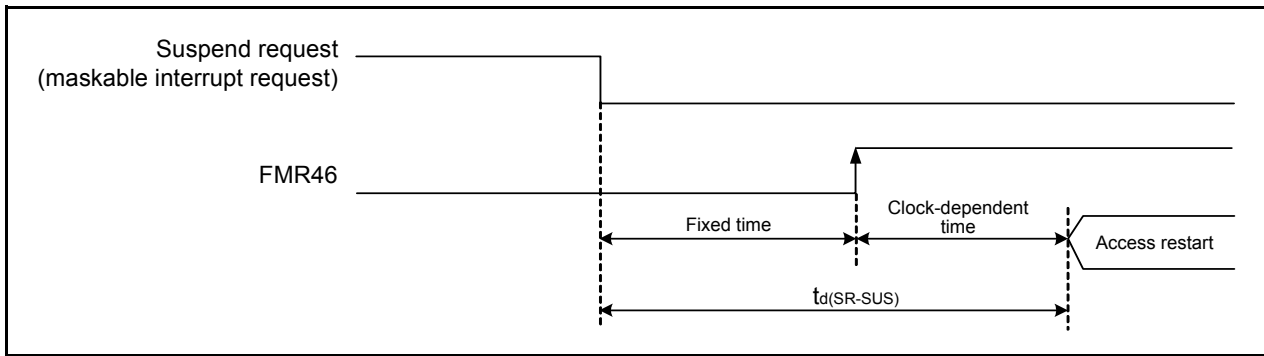 Suspend request
(maskable interrupt request)
FMR46
Fixed time
Clock-dependent
time
Access restart
td(SR-SUS)